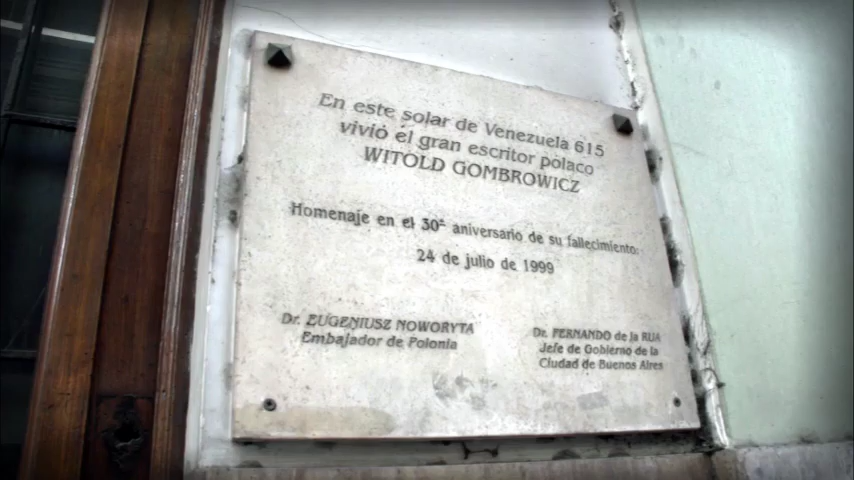 En este solar de Venezuela 615
vivió el gran escritor polaco
WITOLD GOMBROWICZ
Homenaje en el 30º aniversario de su fallecimiento.
24 de julio de 1999
Dr. EUGENIUSZ NOWORYTA
Embajador de Polonia
Dr. FERNANDO de la RUA
Jefe de Gobierno de la
Ciudad de Buenos Aires